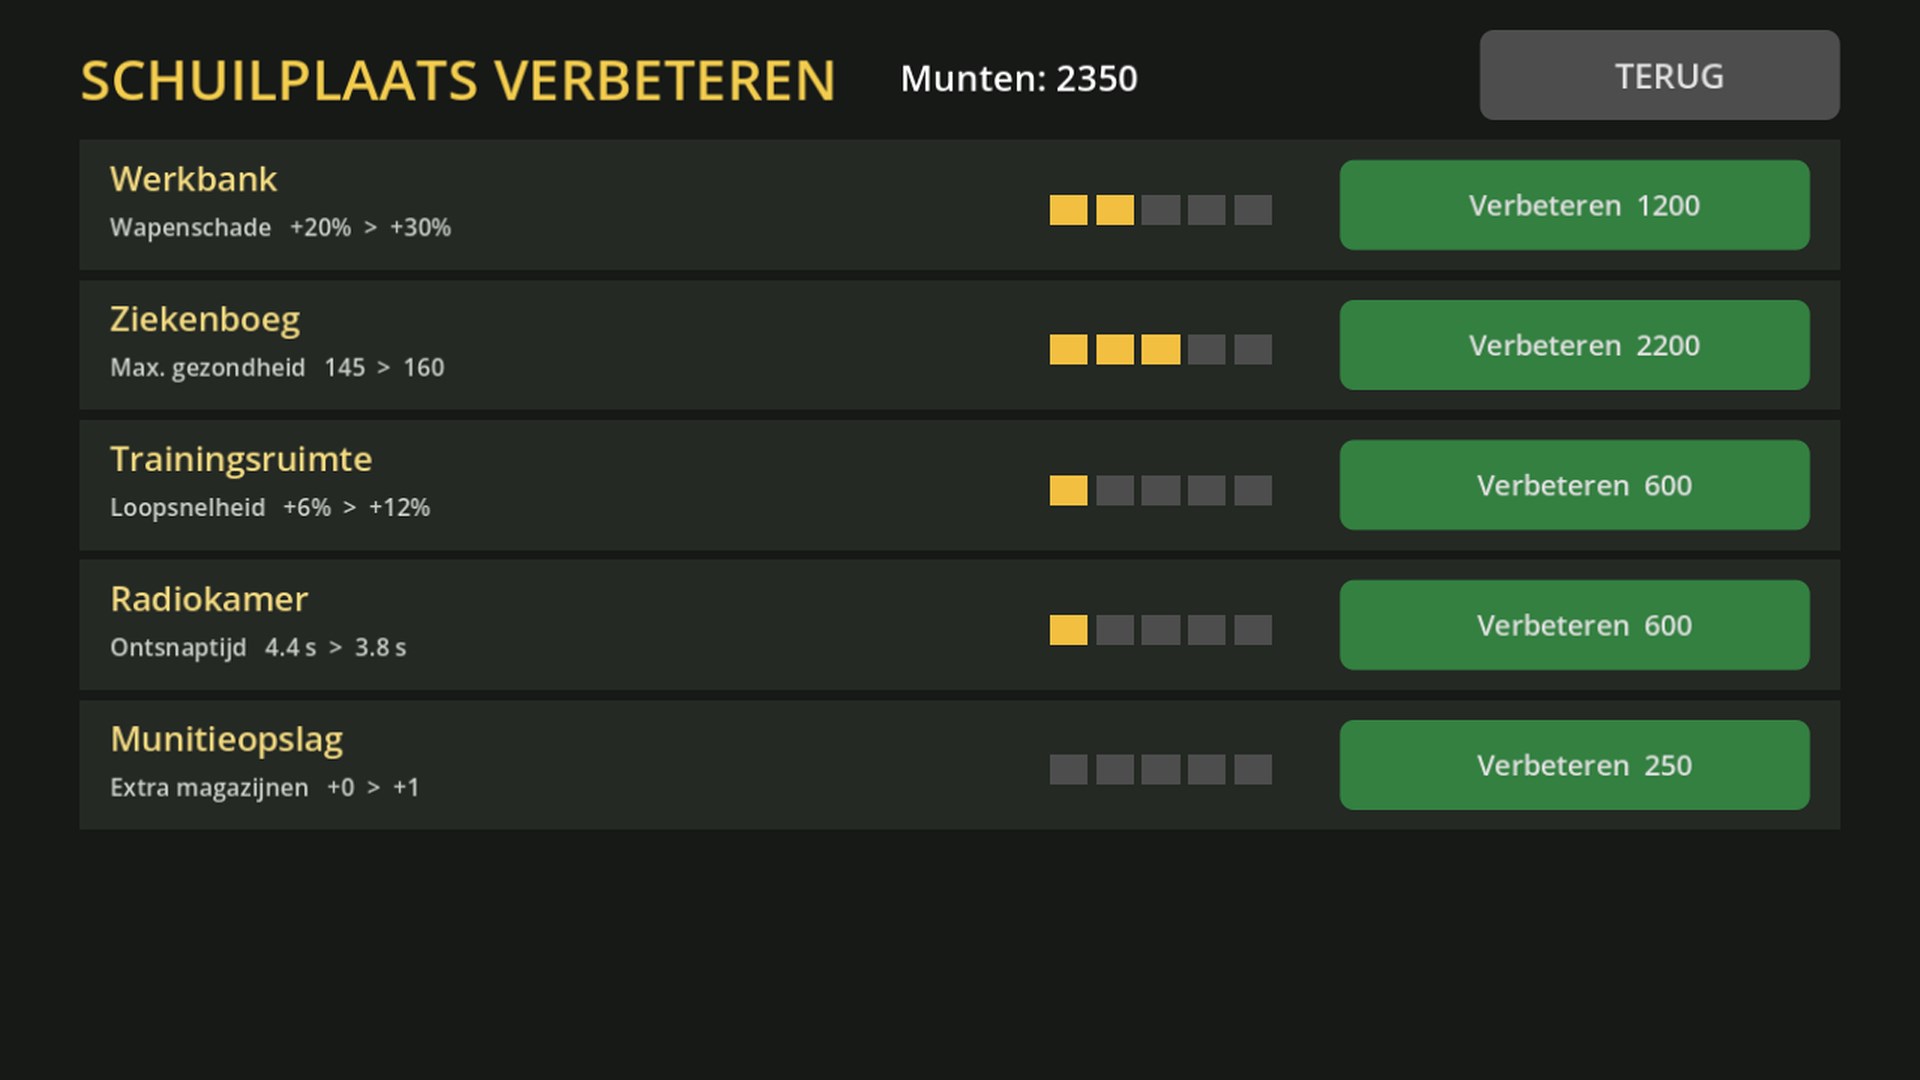 SCHUILPLAATS VERBETEREN
Munten: 2350
TERUG
Werkbank
Wapenschade +20% > +30%
Verbeteren 1200
Ziekenboeg
Max. gezondheid 145 > 160
Verbeteren 2200
Trainingsruimte
Loopsnelheid +6% > +12%
Verbeteren 600
Radiokamer
Ontsnaptijd 4.4 s > 3.8 s
Verbeteren 600
Munitieopslag
Extra magazijnen +0 > +1
Verbeteren 250